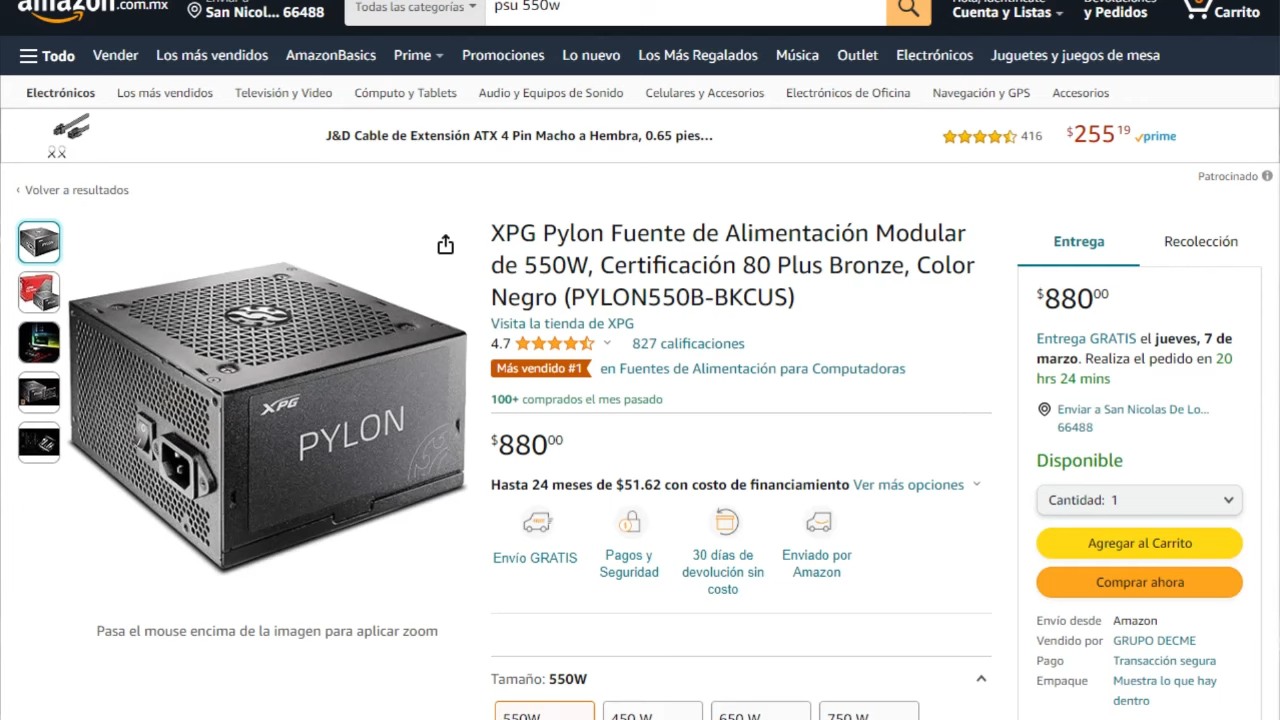 amazon.com.mx
San Nicol... 66488
Todas las categorías
psu 550w
Cuenta y Listas
y Pedidos
Carrito
Todo
Vender
Los más vendidos
AmazonBasics
Prime
Promociones
Lo nuevo
Los Más Regalados
Música
Outlet
Electrónicos
Juguetes y juegos de mesa
Electrónicos
Los más vendidos
Televisión y Video
Cómputo y Tablets
Audio y Equipos de Sonido
Celulares y Accesorios
Electrónicos de Oficina
Navegación y GPS
Accesorios
J&D Cable de Extensión ATX 4 Pin Macho a Hembra, 0.65 pies...
416
$255 19
prime
Patrocinado
‹ Volver a resultados
XPG
PYLON
Pasa el mouse encima de la imagen para aplicar zoom
XPG Pylon Fuente de Alimentación Modular
de 550W, Certificación 80 Plus Bronze, Color
Negro (PYLON550B-BKCUS)
Visita la tienda de XPG
4.7
827 calificaciones
Más vendido #1
en Fuentes de Alimentación para Computadoras
100+ comprados el mes pasado
$880 00
Hasta 24 meses de $51.62 con costo de financiamiento Ver más opciones
Envío GRATIS
Pagos y
Seguridad
30 días de
devolución sin
costo
Enviado por
Amazon
Tamaño: 550W
550W
450 W
650 W
750 W
Entrega
Recolección
$880 00
Entrega GRATIS el jueves, 7 de
marzo. Realiza el pedido en 20
hrs 24 mins
Enviar a San Nicolas De Lo...
66488
Disponible
Cantidad: 1
Agregar al Carrito
Comprar ahora
Envío desde Amazon
Vendido por GRUPO DECME
Pago Transacción segura
Empaque Muestra lo que hay
dentro